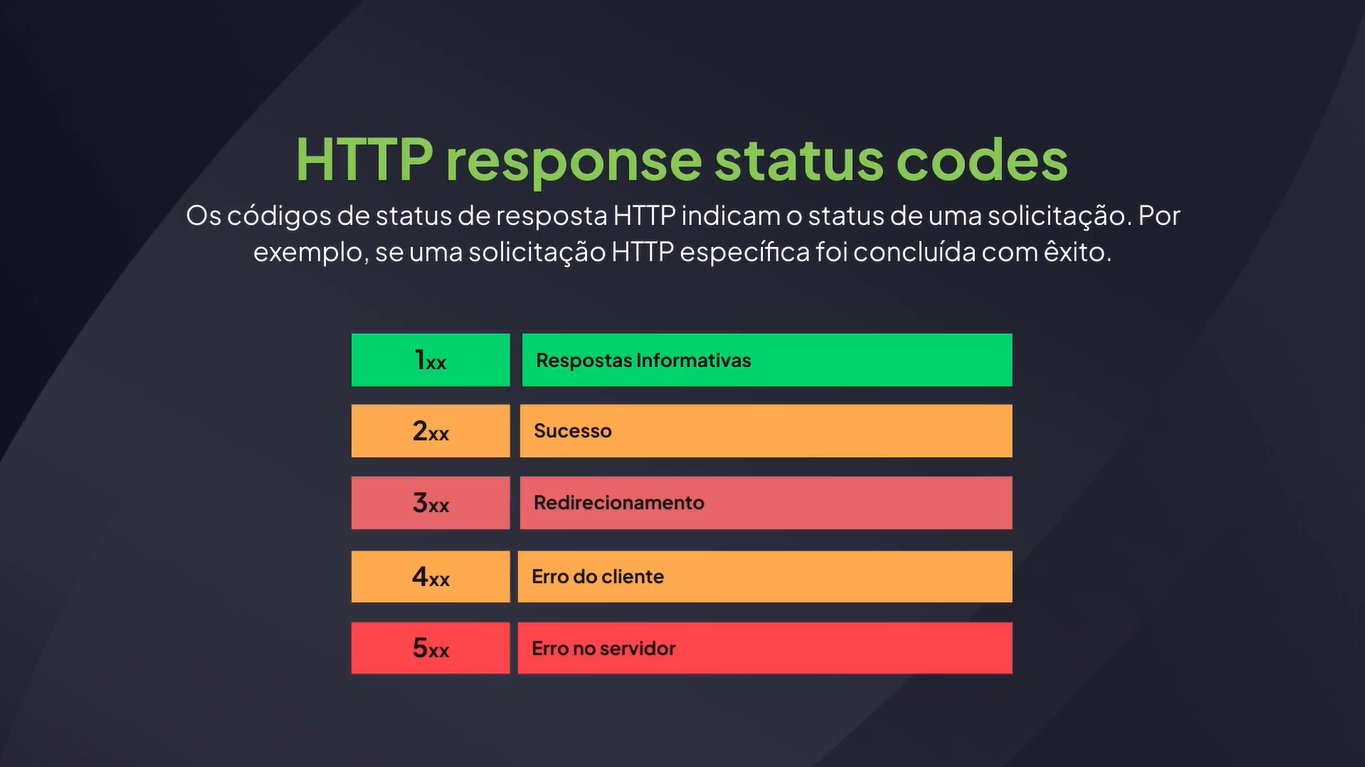 HTTP response status codes
Os códigos de status de resposta HTTP indicam o status de uma solicitação. Por
exemplo, se uma solicitação HTTP específica foi concluída com êxito.
1xx Respostas Informativas
2xx Sucesso
3xx Redirecionamento
4xx Erro do cliente
5xx Erro no servidor